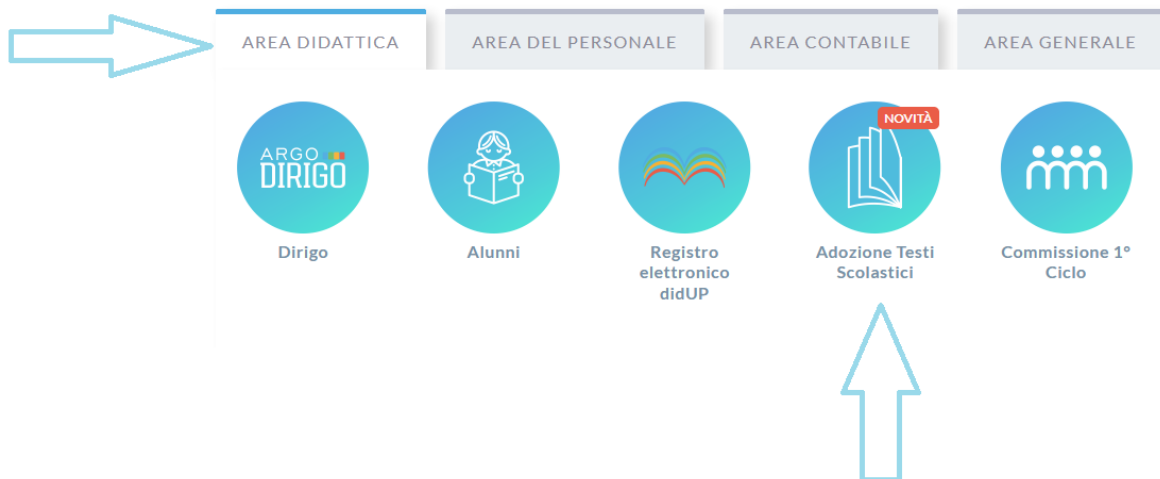 AREA DIDATTICA
AREA DEL PERSONALE
AREA CONTABILE
AREA GENERALE
ARGO
DIRIGO
NOVITÀ
Dirigo
Alunni
Registro
elettronico
didUP
Adozione Testi
Scolastici
Commissione 1°
Ciclo